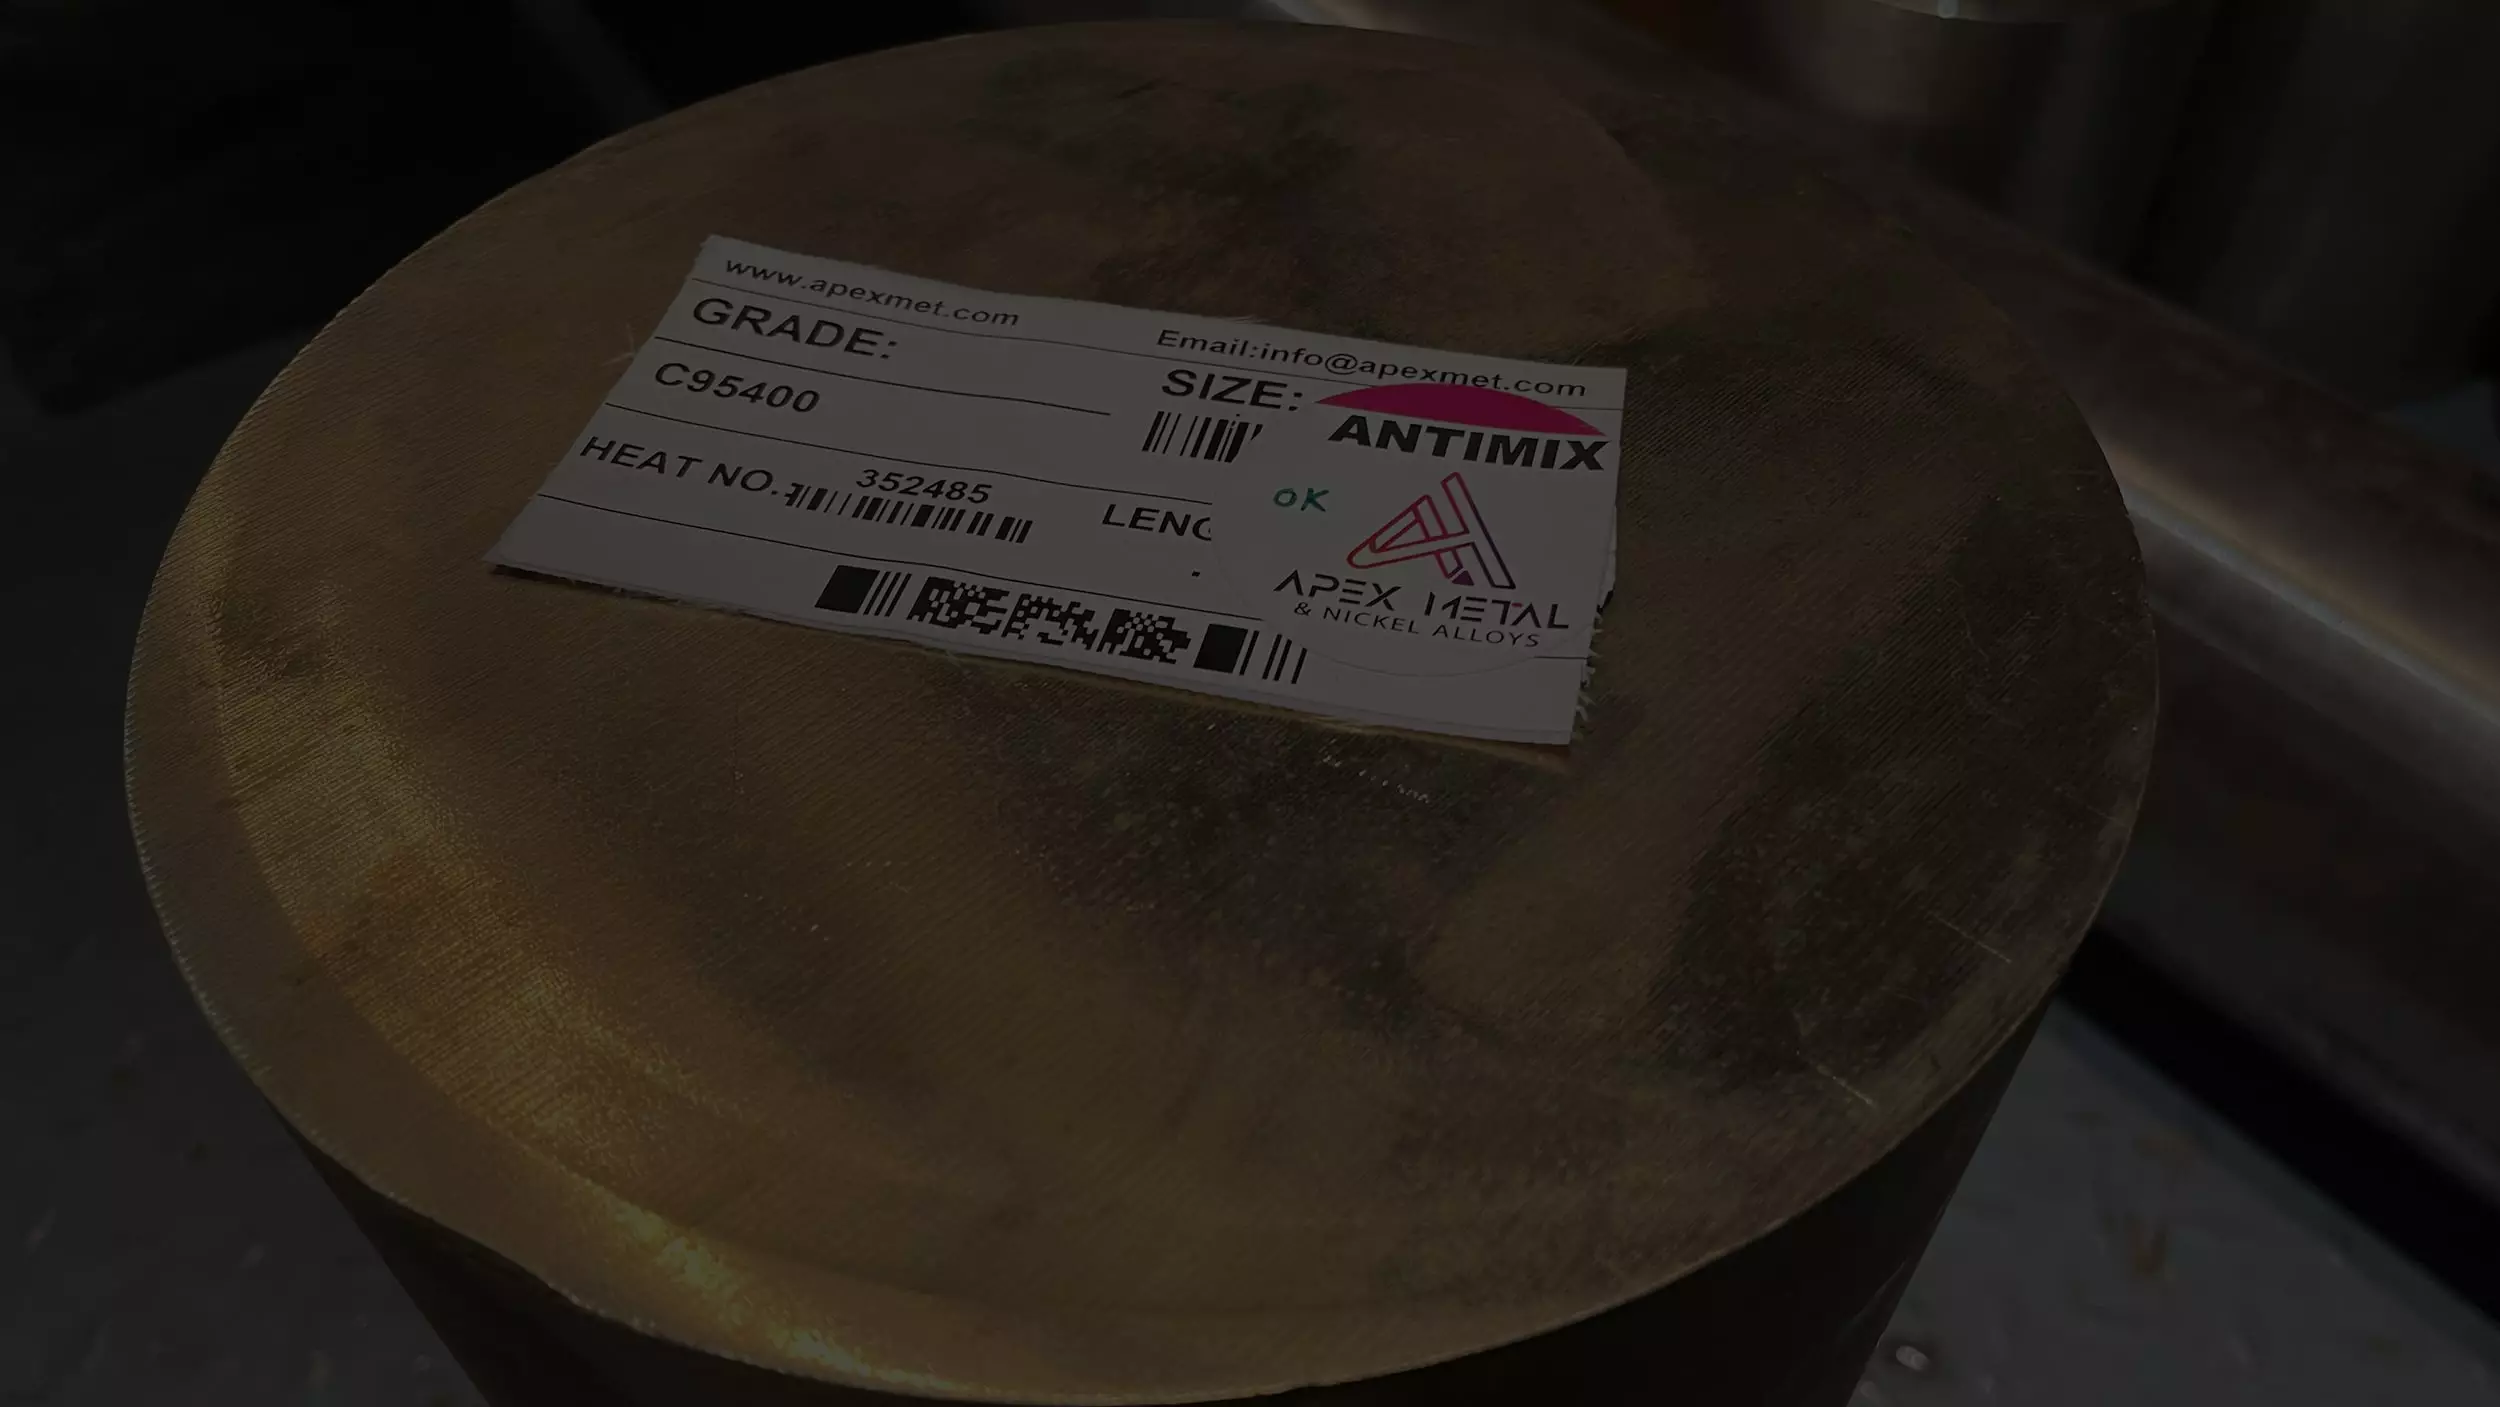 www.apexmet.com
Email:info@apexmet.com
GRADE:
SIZE:
C95400
ANTIMIX
HEAT NO.
352485
LENG
OK
APEX METAL
& NICKEL ALLOYS